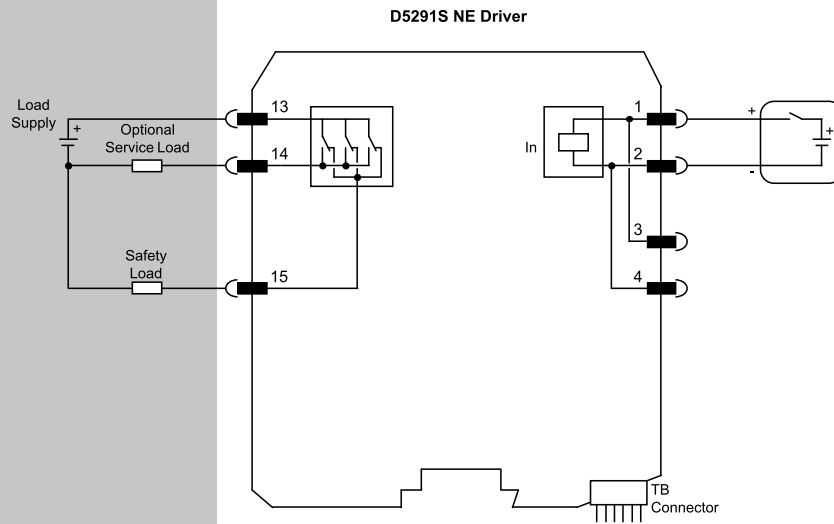 D5291S NE Driver
Load
Supply
+
Optional
Service Load
13
14
Safety
Load
15
In
1
2
3
4
+
-
+
TB
Connector